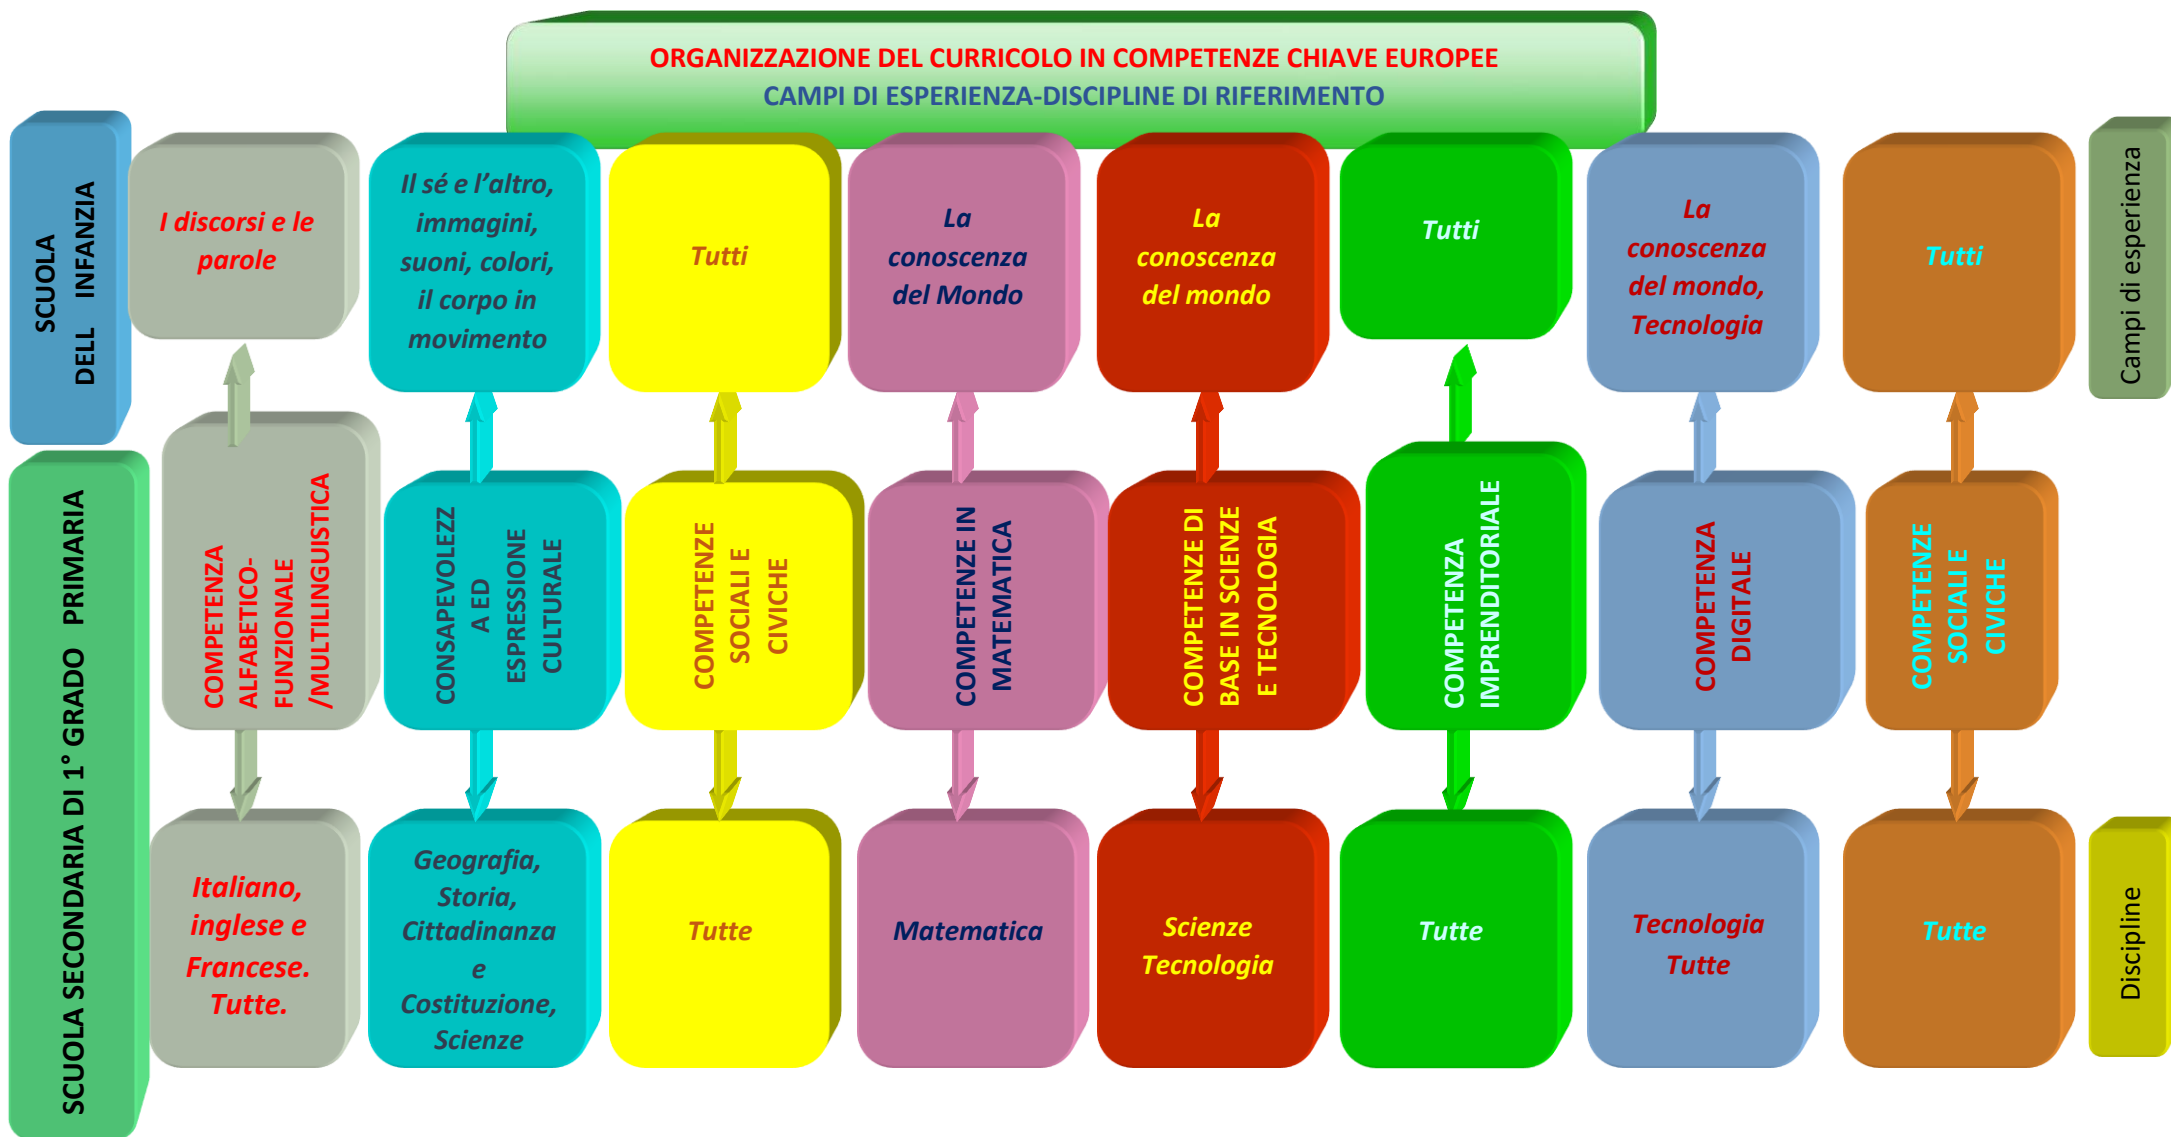 ORGANIZZAZIONE DEL CURRICOLO IN COMPETENZE CHIAVE EUROPEE
CAMPI DI ESPERIENZA-DISCIPLINE DI RIFERIMENTO
SCUOLA
DELL INFANZIA
I discorsi e le
parole
Il sé e l’altro,
immagini,
suoni, colori,
il corpo in
movimento
Tutti
La
conoscenza
del Mondo
La
conoscenza
del mondo
Tutti
La
conoscenza
del mondo,
Tecnologia
Tutti
Campi di esperienza
SCUOLA SECONDARIA DI 1° GRADO PRIMARIA
COMPETENZA
ALFABETICO-
FUNZIONALE
/MULTILINGUISTICA
CONSAPEVOLEZZ
A ED
ESPRESSIONE
CULTURALE
COMPETENZE
SOCIALI E
CIVICHE
COMPETENZE IN
MATEMATICA
COMPETENZE DI
BASE IN SCIENZE
E TECNOLOGIA
COMPETENZA
IMPRENDITORIALE
COMPETENZA
DIGITALE
COMPETENZE
SOCIALI E
CIVICHE
Italiano,
inglese e
Francese.
Tutte.
Geografia,
Storia,
Cittadinanza
e
Costituzione,
Scienze
Tutte
Matematica
Scienze
Tecnologia
Tutte
Tecnologia
Tutte
Tutte
Discipline